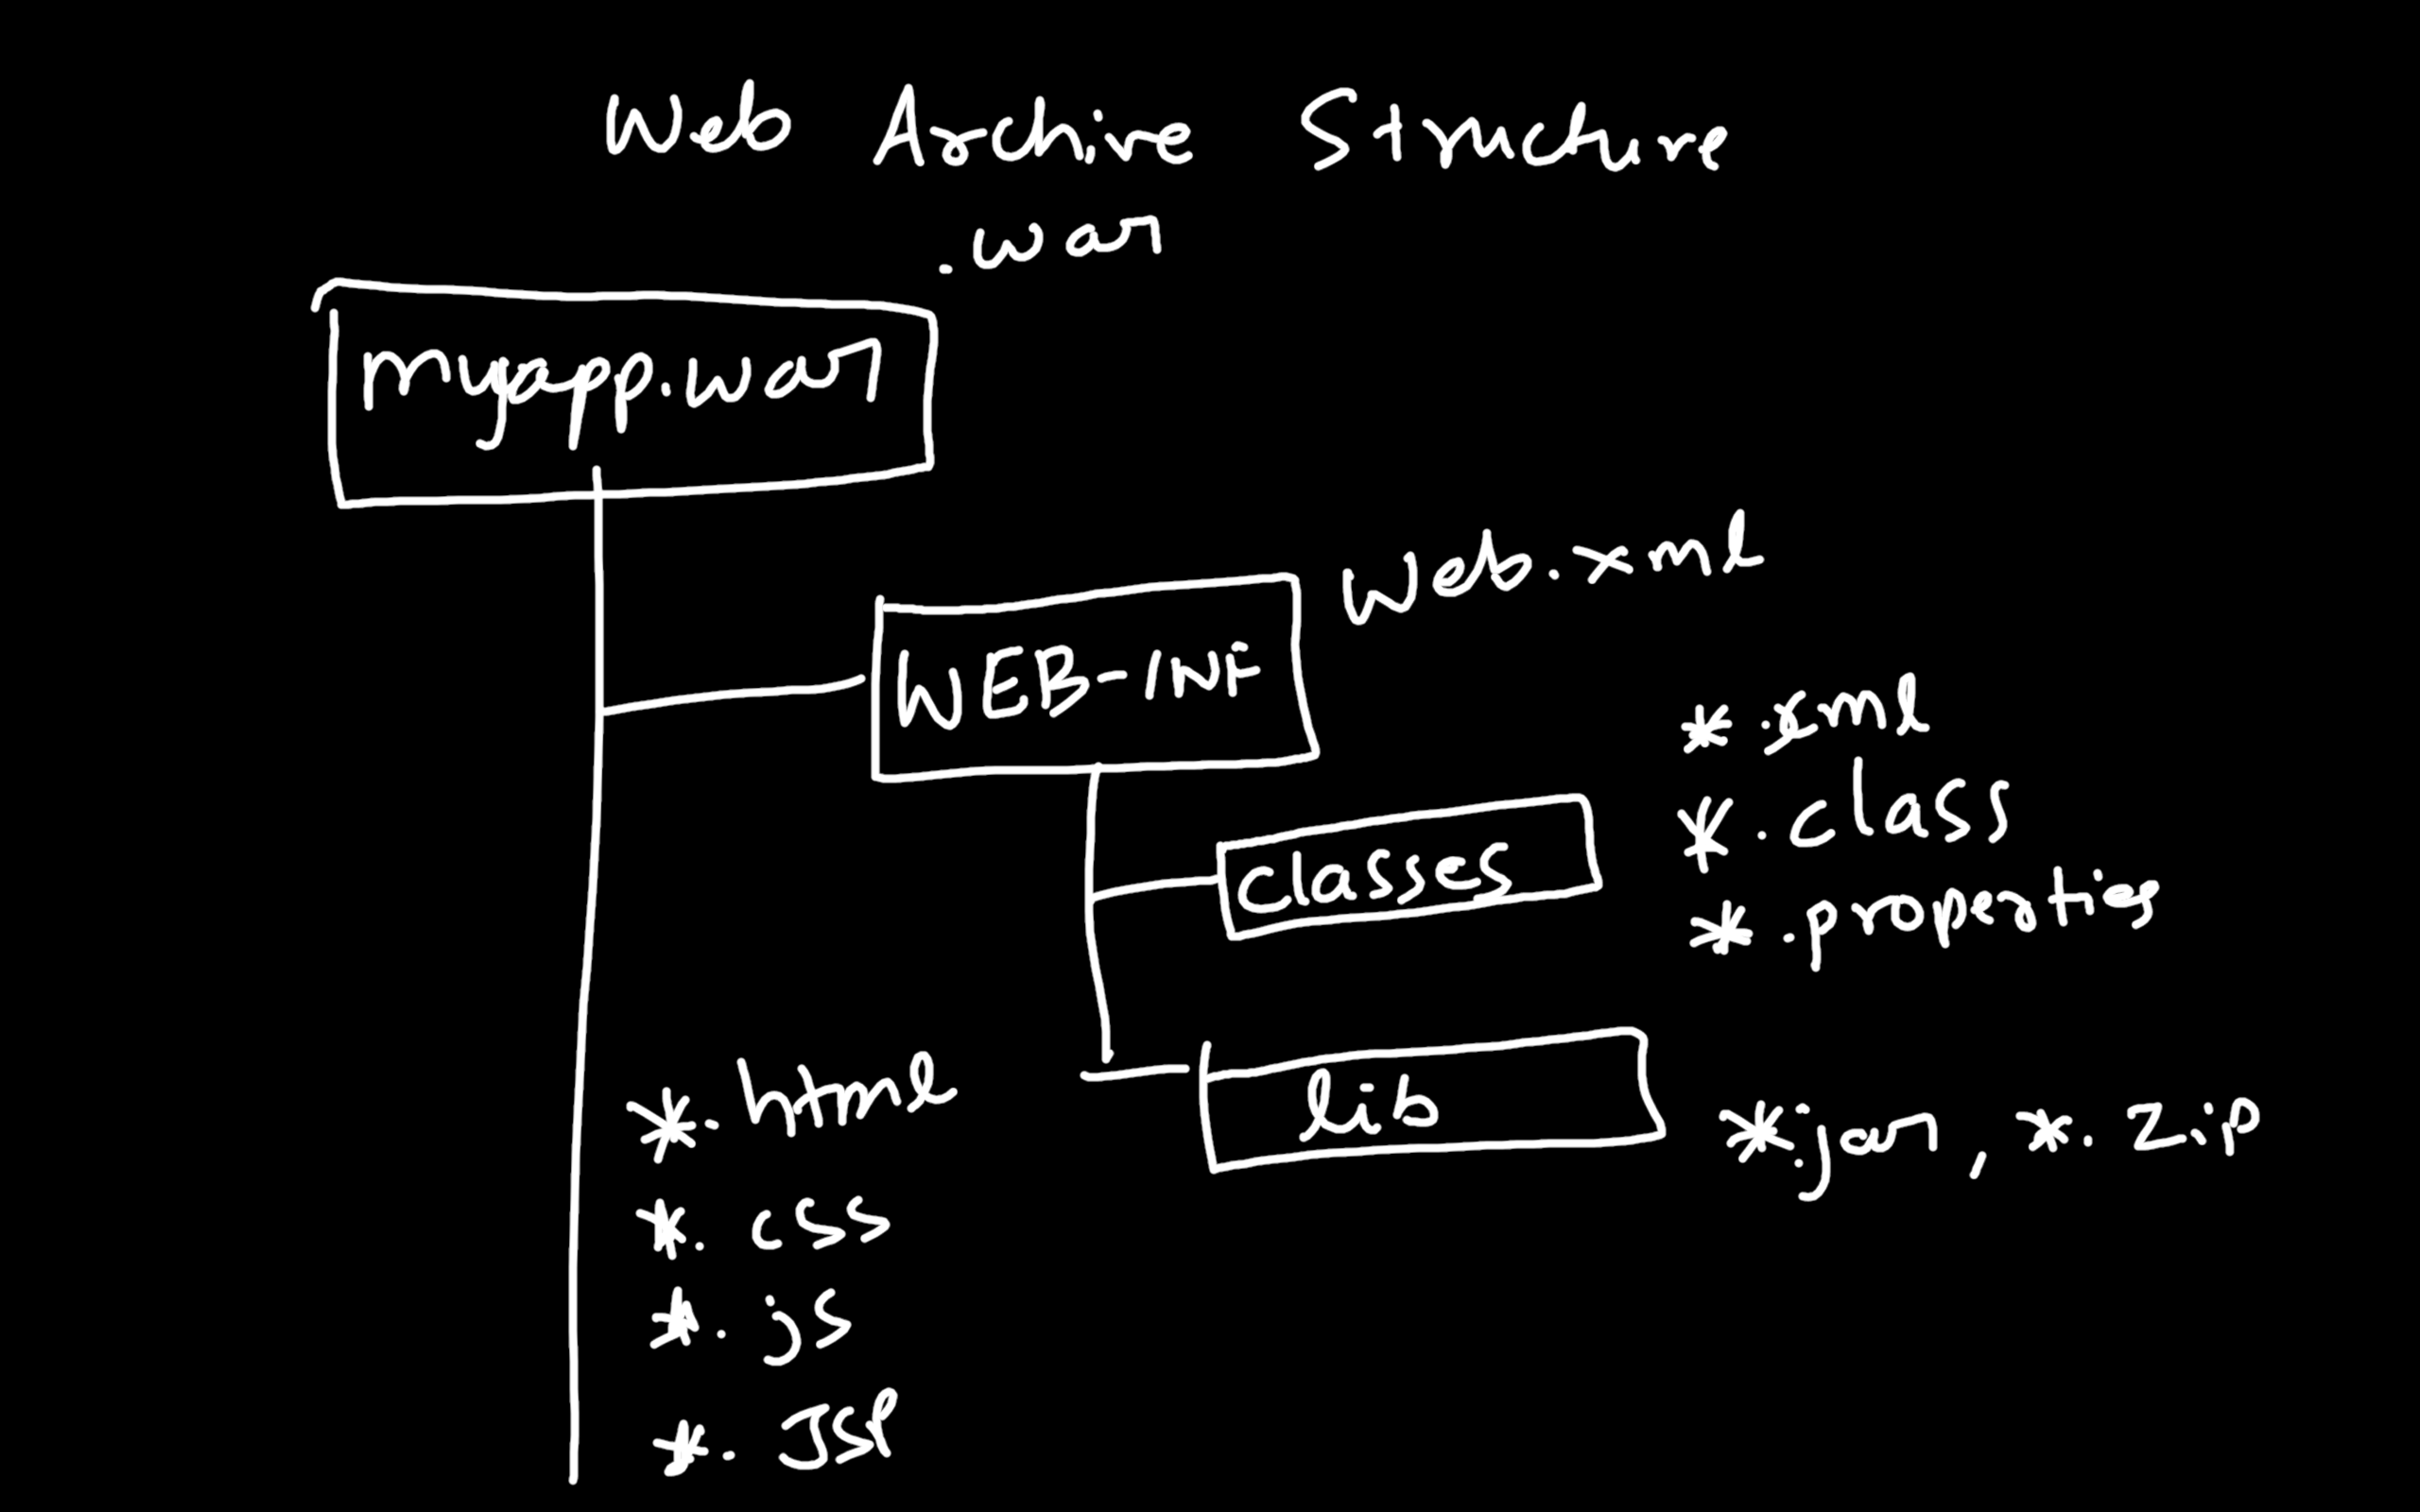 Web Archive Structure
.war
myapp.war
Web.xml
WEB-INF
*.xml
*.class
classes
*.properties
*.html
lib
*.jar, *.zip
*.css
*.js
*.JSP